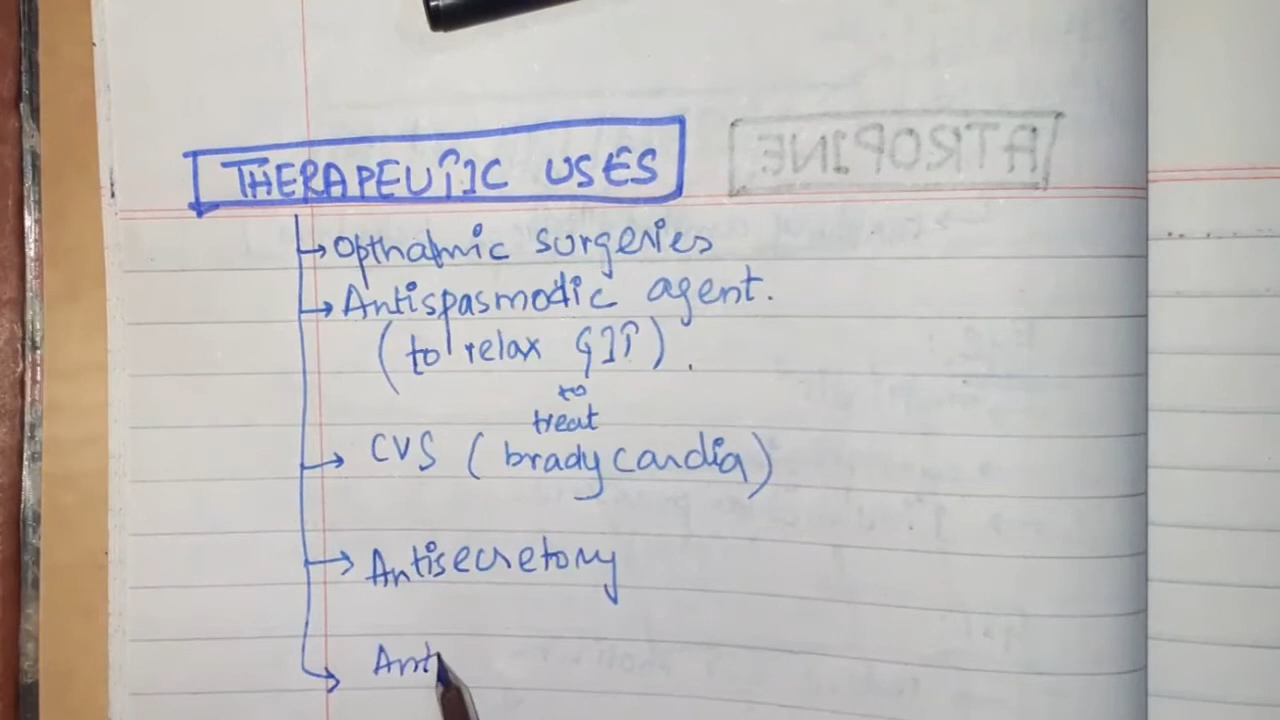 THERAPEUTIC USES
ATROPINE
Opthalmic surgeries
Antispasmodic agent.
(to relax GIT).
to
treat
CVS (bradycardia)
Antisecretory
Ant